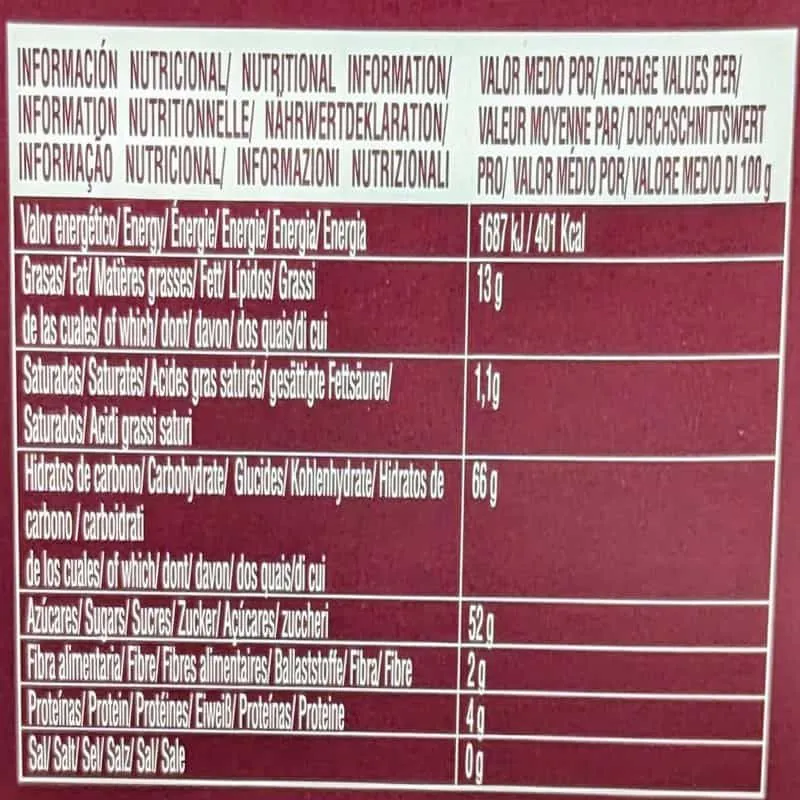 INFORMACIÓN NUTRICIONAL/ NUTRITIONAL INFORMATION/
INFORMATION NUTRITIONNELLE/ NÄHRWERTDEKLARATION/
INFORMAÇÃO NUTRICIONAL/ INFORMAZIONI NUTRIZIONALI
VALOR MEDIO POR/ AVERAGE VALUES PER/
VALEUR MOYENNE PAR/ DURCHSCHNITTSWERT
PRO/ VALOR MÉDIO POR/ VALORE MEDIO DI 100 g
Valor energético/ Energy/ Énergie/ Energie/ Energia/ Energia
1687 kJ / 401 Kcal
Grasas/ Fat/ Matières grasses/ Fett/ Lípidos/ Grassi
13 g
de las cuales/ of which/ dont/ davon/ dos quais/di cui
Saturadas/ Saturates/ Acides gras saturés/ gesättigte Fettsäuren/
1,1g
Saturados/ Acidi grassi saturi
Hidratos de carbono/ Carbohydrate/ Glucides/ Kohlenhydrate/ Hidratos de
66 g
carbono / carboidrati
de los cuales/ of which/ dont/ davon/ dos quais/di cui
Azúcares/ Sugars/ Sucres/ Zucker/ Açúcares/ zuccheri
52 g
Fibra alimentaria/ Fibre/ Fibres alimentaires/ Ballaststoffe/ Fibra/ Fibre
2 g
Proteínas/ Protein/ Protéines/ Eiweiß/ Proteínas/ Proteine
4 g
Sal/ Salt/ Sel/ Salz/ Sal/ Sale
0 g